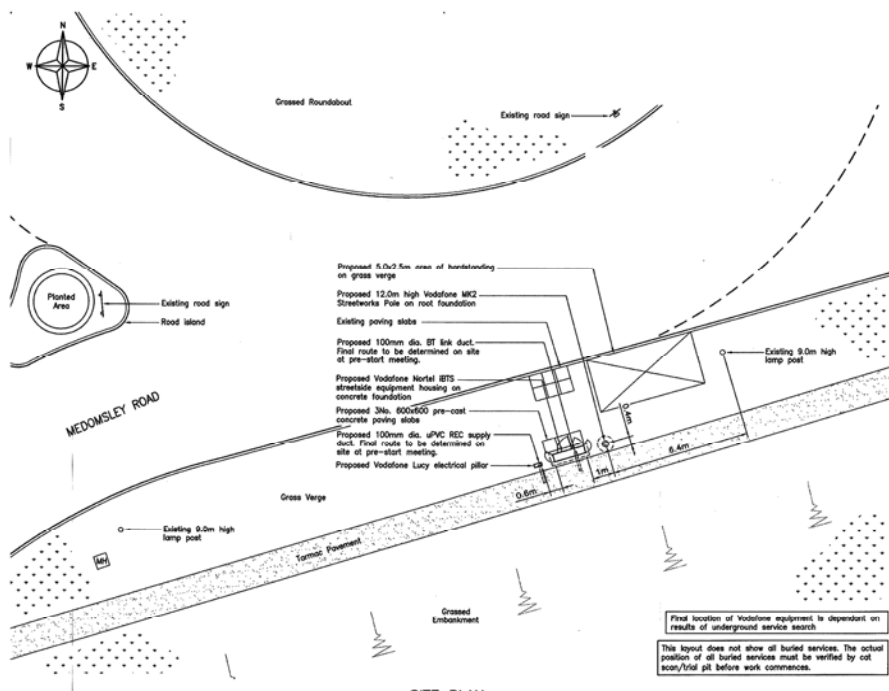 N
W E
S
Grassed Roundabout
Existing road sign
Planted
Area
Existing road sign
Road island
MEDOMSLEY ROAD
Proposed 5.0x2.5m area of hardstanding
on grass verge
Proposed 12.0m high Vodafone MK2
Streetworks Pole on root foundation
Existing paving slabs
Proposed 100mm dia. BT link duct.
Final route to be determined on site
at pre-start meeting.
Proposed Vodafone Nortel iBTS
streetside equipment housing on
concrete foundation
Proposed 3No. 600x600 pre-cast
concrete paving slabs
Proposed 100mm dia. uPVC REC supply
duct. Final route to be determined on
site at pre-start meeting.
Proposed Vodafone Lucy electrical pillar
Existing 9.0m high
lamp post
0.4m
6.4m
1m
0.6m
Grass Verge
Existing 9.0m high
lamp post
MH
Tarmac Pavement
Grassed
Embankment
Final location of Vodafone equipment is dependant on
results of underground service search
This layout does not show all buried services. The actual
position of all buried services must be verified by cat
scan/trial pit before work commences.
SITE PLAN